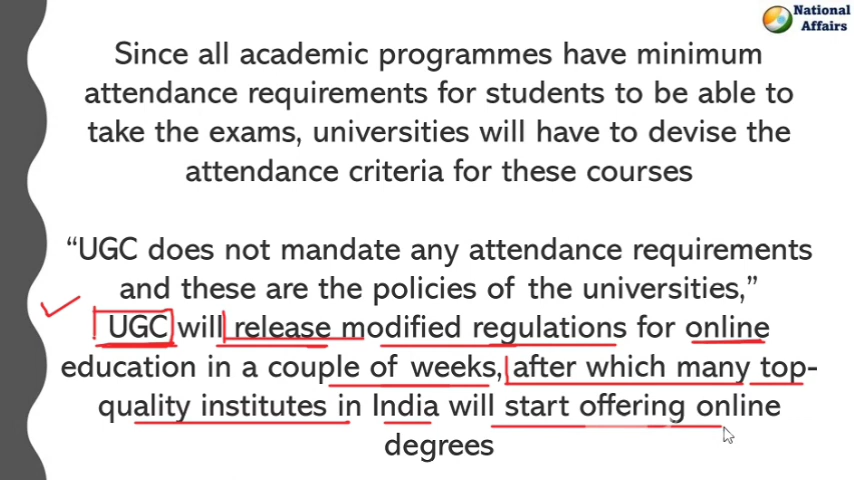 National
Affairs
Since all academic programmes have minimum
attendance requirements for students to be able to
take the exams, universities will have to devise the
attendance criteria for these courses
“UGC does not mandate any attendance requirements
and these are the policies of the universities,”
UGC will release modified regulations for online
education in a couple of weeks, after which many top-
quality institutes in India will start offering online
degrees